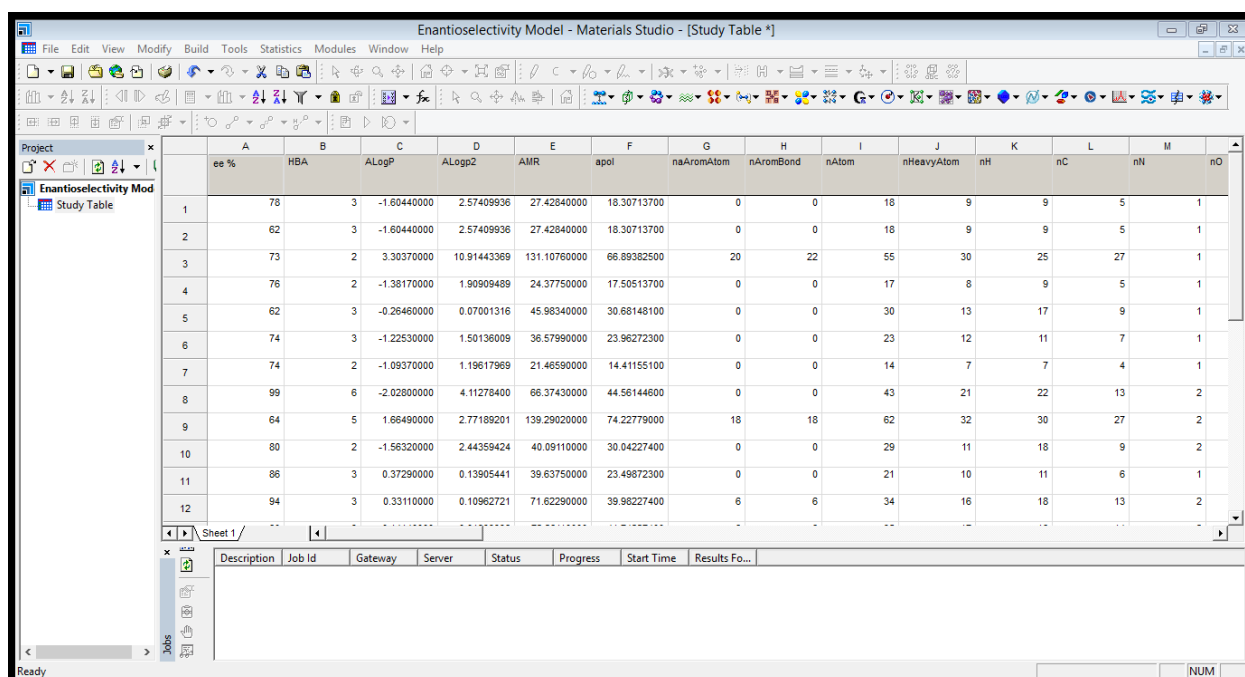 Enantioselectivity Model - Materials Studio - [Study Table *]
File Edit View Modify Build Tools Statistics Modules Window Help
Project
Enantioselectivity Mod
Study Table
A B C D E F G H I J K L M
ee % HBA ALogP ALogp2 AMR apol naAromAtom nAromBond nAtom nHeavyAtom nH nC nN nO
1 78 3 -1.60440000 2.57409936 27.42840000 18.30713700 0 0 18 9 9 5 1
2 62 3 -1.60440000 2.57409936 27.42840000 18.30713700 0 0 18 9 9 5 1
3 73 2 3.30370000 10.91443369 131.10760000 66.89382500 20 22 55 30 25 27 1
4 76 2 -1.38170000 1.90909489 24.37750000 17.50513700 0 0 17 8 9 5 1
5 62 3 -0.26460000 0.07001316 45.98340000 30.68148100 0 0 30 13 17 9 1
6 74 3 -1.22530000 1.50136009 36.57990000 23.96272300 0 0 23 12 11 7 1
7 74 2 -1.09370000 1.19617969 21.46590000 14.41155100 0 0 14 7 7 4 1
8 99 6 -2.02800000 4.11278400 66.37430000 44.56144600 0 0 43 21 22 13 2
9 64 5 1.66490000 2.77189201 139.29020000 74.22779000 18 18 62 32 30 27 2
10 80 2 -1.56320000 2.44359424 40.09110000 30.04227400 0 0 29 11 18 9 2
11 86 3 0.37290000 0.13905441 39.63750000 23.49872300 0 0 21 10 11 6 1
12 94 3 0.33110000 0.10962721 71.62290000 39.98227400 6 6 34 16 18 13 2
Sheet 1
Description Job Id Gateway Server Status Progress Start Time Results Fo...
Jobs
Ready
NUM